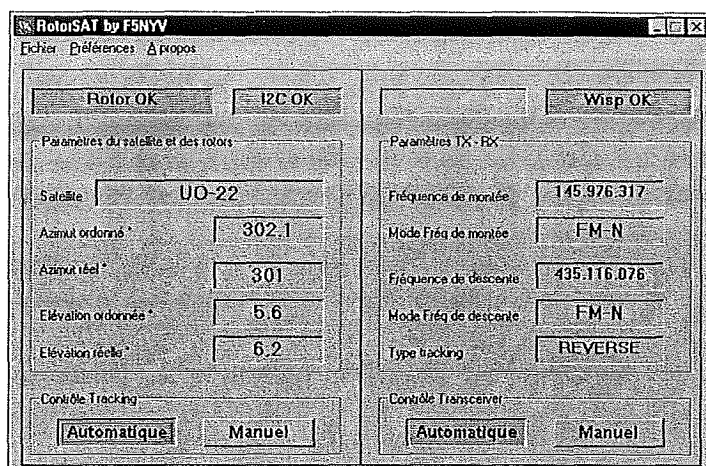 RotorSAT by F5NYV
Fichier Préférences A propos
Rotor OK
I2C OK
Wisp OK
Paramètres du satellite et des rotors
Satellite UO-22
Azimut ordonné * 302.1
Azimut réel * 301
Elévation ordonnée * 5.6
Elévation réelle * 6.2
Contrôle Tracking
Automatique Manuel
Paramètres TX - RX
Fréquence de montée 145.976.317
Mode Fréq de montée FM-N
Fréquence de descente 435.116.076
Mode Fréq de descente FM-N
Type tracking REVERSE
Contrôle Transceiver
Automatique Manuel